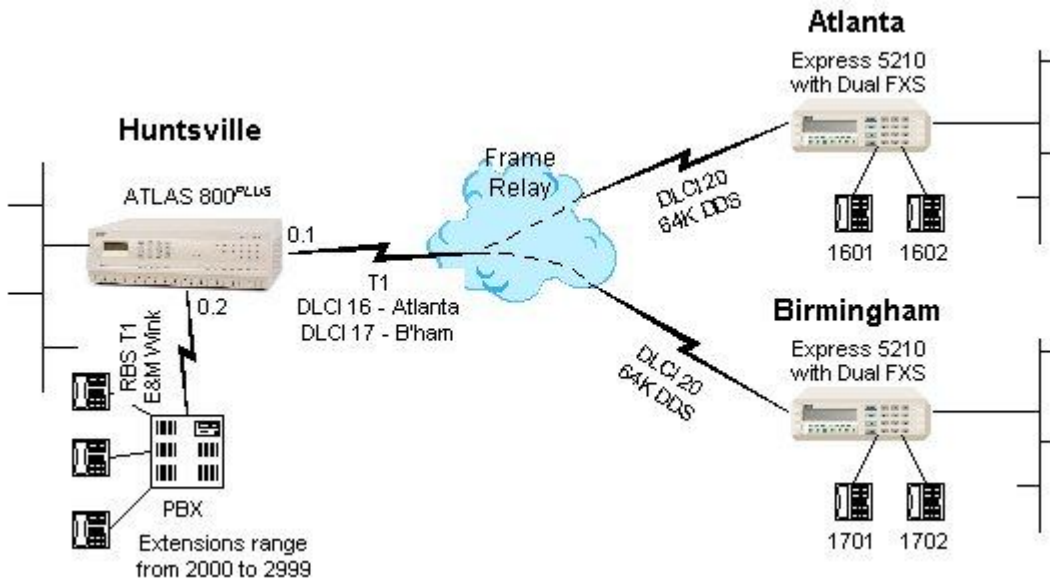 Huntsville
ATLAS 800PLUS
0.1
0.2
RBS T1
E&M Wink
PBX
Extensions range
from 2000 to 2999
T1
DLCI 16 - Atlanta
DLCI 17 - B'ham
Frame
Relay
DLCI 20
64K DDS
DLCI 20
64K DDS
Atlanta
Express 5210
with Dual FXS
1601
1602
Birmingham
Express 5210
with Dual FXS
1701
1702